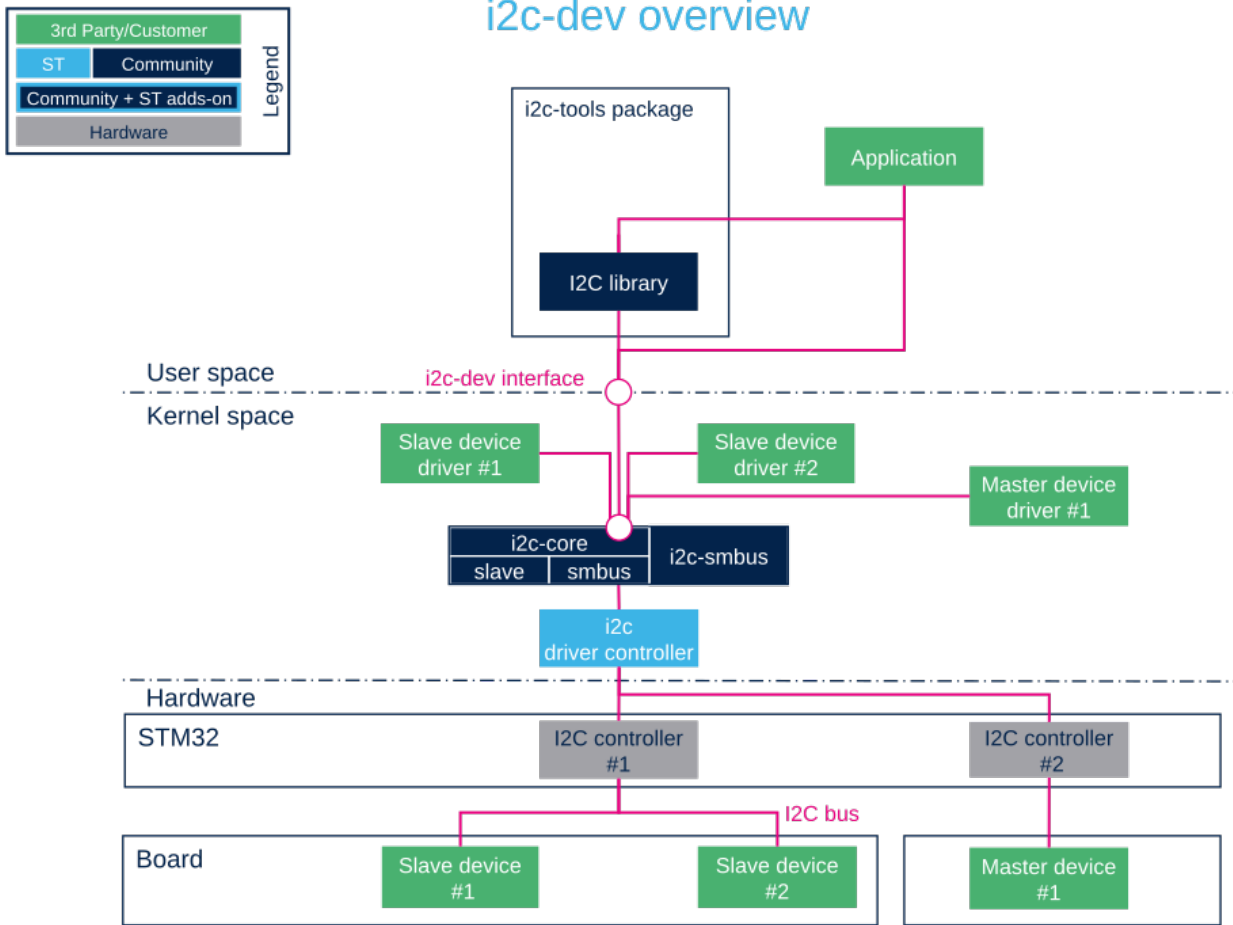 i2c-dev overview
3rd Party/Customer
ST
Community
Community + ST adds-on
Hardware
Legend
i2c-tools package
Application
I2C library
User space
i2c-dev interface
Kernel space
Slave device
driver #1
Slave device
driver #2
Master device
driver #1
i2c-core
slave
smbus
i2c-smbus
i2c
driver controller
Hardware
STM32
I2C controller
#1
I2C controller
#2
I2C bus
Board
Slave device
#1
Slave device
#2
Master device
#1